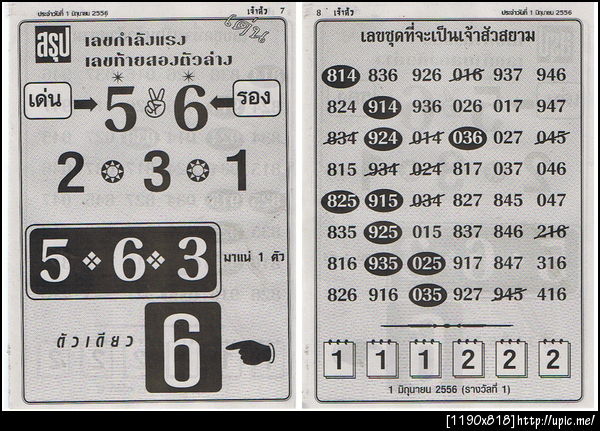 ประจำวันที่ 1 มิถุนายน 2556 เจ้าสัว 7
เด่น
สรุป
เลขกำลังแรง
เลขท้ายสองตัวล่าง
เด่น 5 6 รอง
2 3 1
5 6 3 มาแน่ 1 ตัว
ตัวเดียว 6
8 เจ้าสัว ประจำวันที่ 1 มิถุนายน 2556
เลขชุดที่จะเป็นเจ้าสัวสยาม
814 836 926 016 937 946
824 914 936 026 017 947
834 924 014 036 027 045
815 934 024 817 037 046
825 915 034 827 845 047
835 925 015 837 846 216
816 935 025 917 847 316
826 916 035 927 945 416
1 1 1 2 2 2
1 มิถุนายน 2556 (รางวัลที่ 1)
[1190x818]http://upic.me/